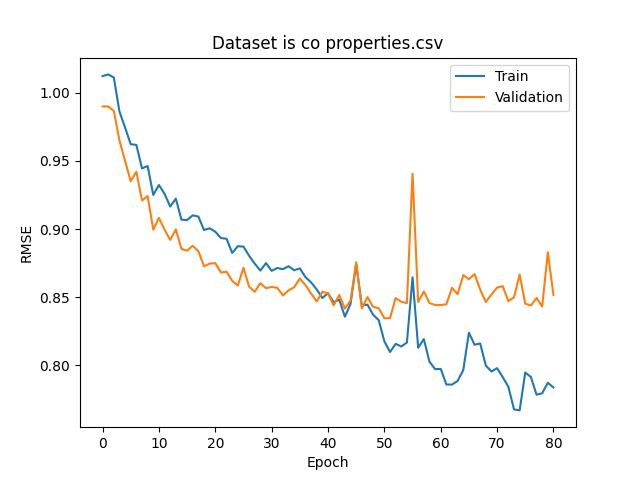 Dataset is co properties.csv
Train
Validation
1.00
0.95
0.90
0.85
0.80
RMSE
0 10 20 30 40 50 60 70 80
Epoch